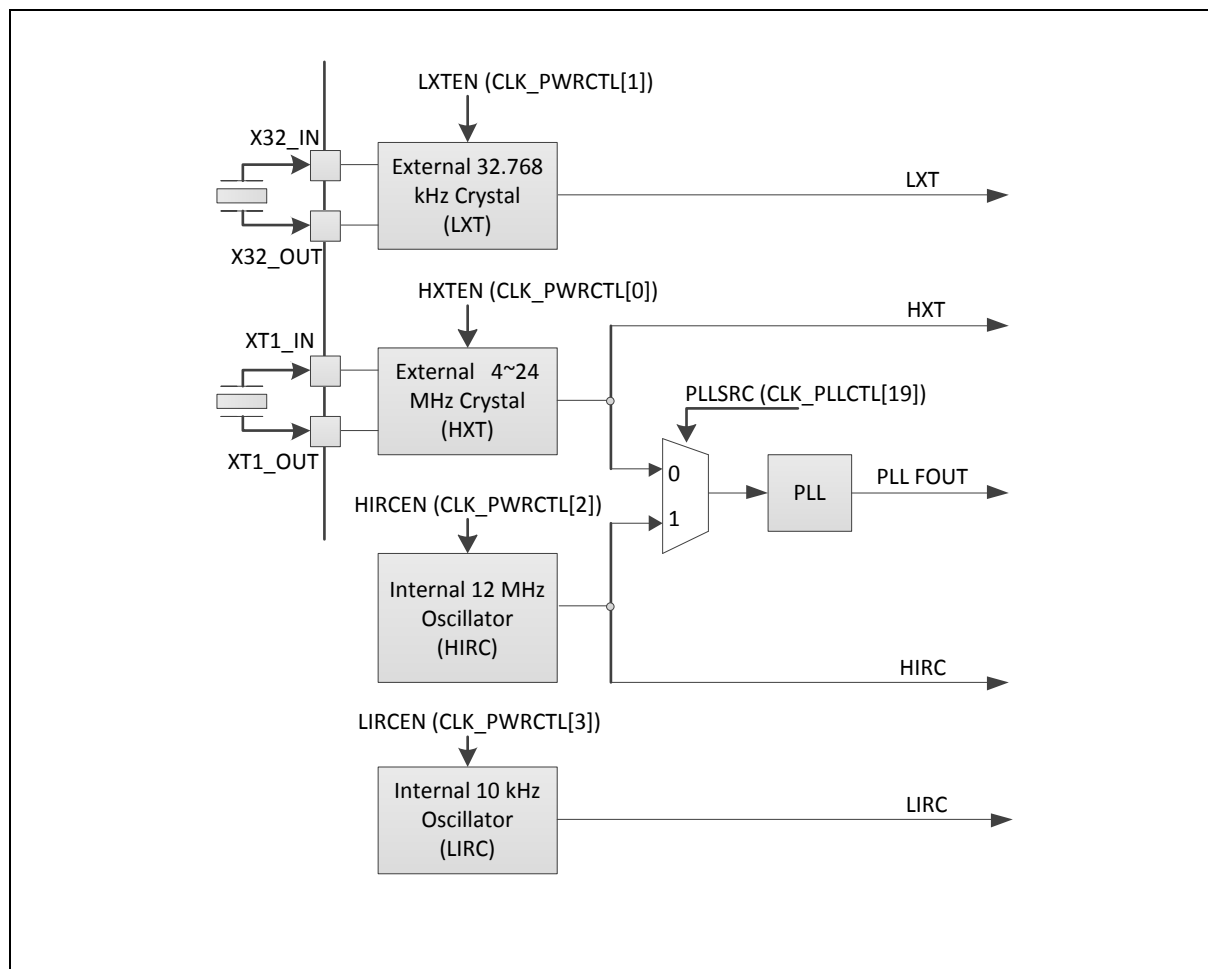 LXTEN (CLK_PWRCTL[1])
X32_IN
External 32.768
kHz Crystal
(LXT)
LXT
X32_OUT
HXTEN (CLK_PWRCTL[0])
HXT
XT1_IN
External 4~24
MHz Crystal
(HXT)
PLLSRC (CLK_PLLCTL[19])
XT1_OUT
0
1
PLL
PLL FOUT
HIRCEN (CLK_PWRCTL[2])
Internal 12 MHz
Oscillator
(HIRC)
HIRC
LIRCEN (CLK_PWRCTL[3])
Internal 10 kHz
Oscillator
(LIRC)
LIRC